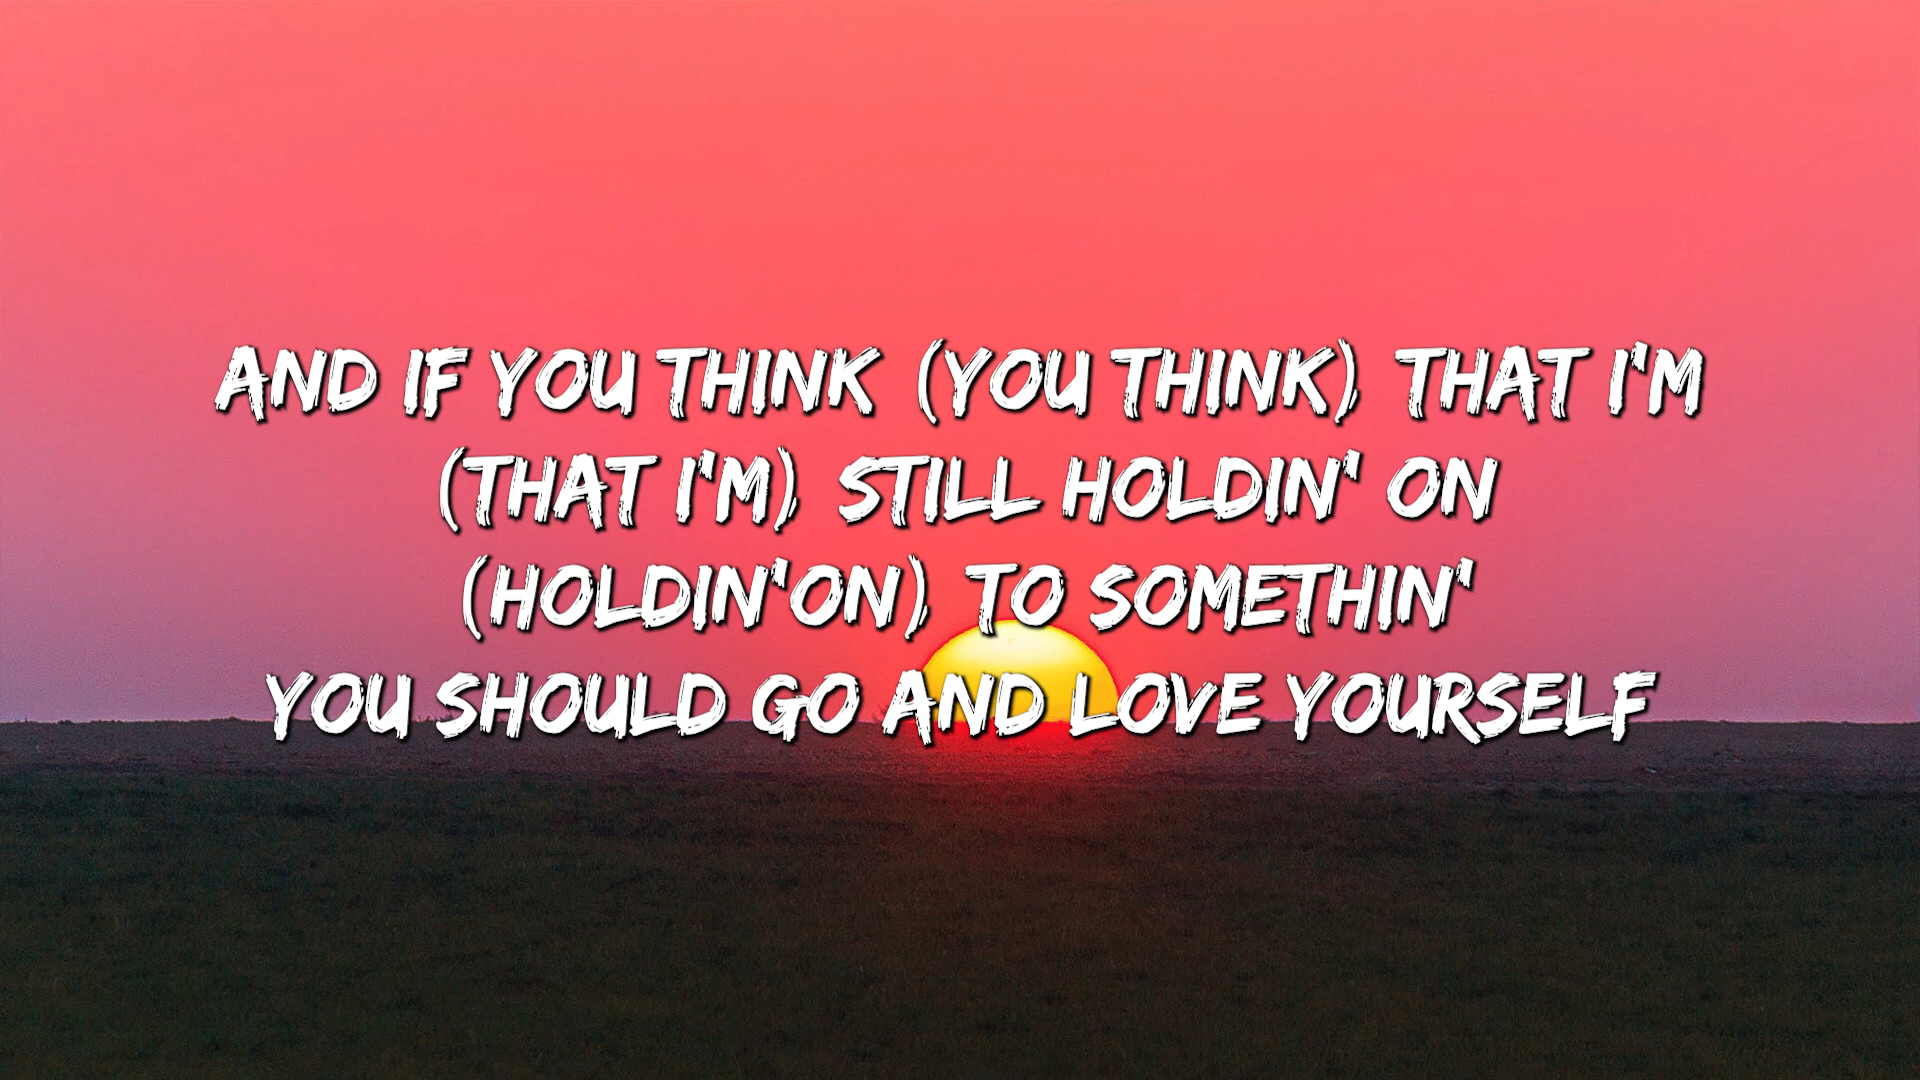 AND IF YOU THINK (YOU THINK) THAT I'M
(THAT I'M) STILL HOLDIN' ON
(HOLDIN'ON) TO SOMETHIN'
YOU SHOULD GO AND LOVE YOURSELF